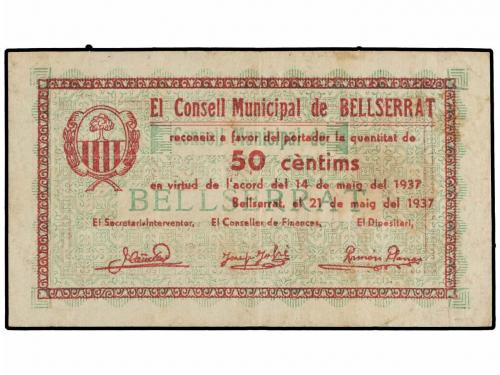 El Consell Municipal de BELLSERRAT
reconeix a favor del portador la quantitat de
50 cèntims
en virtud de l'acord del 14 de maig del 1937
BELLSERRAT
Bellserrat, el 21 de maig del 1937
El Secretari-Interventor, El Conseller de Finances, El Dipositari,